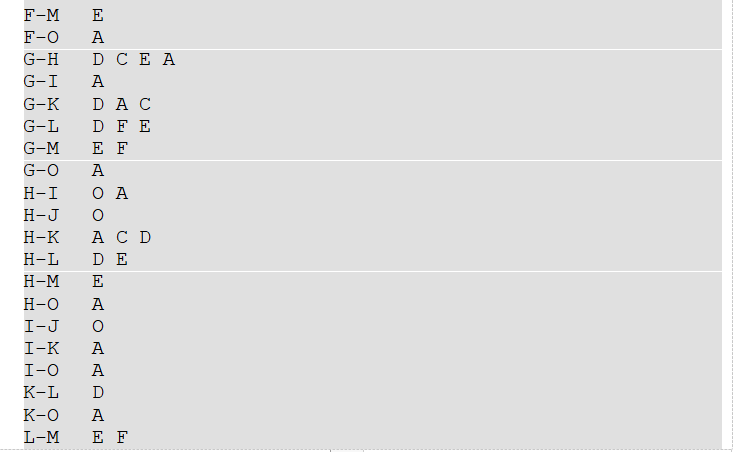 F-M E
F-O A
G-H D C E A
G-I A
G-K D A C
G-L D F E
G-M E F
G-O A
H-I O A
H-J O
H-K A C D
H-L D E
H-M E
H-O A
I-J O
I-K A
I-O A
K-L D
K-O A
L-M E F